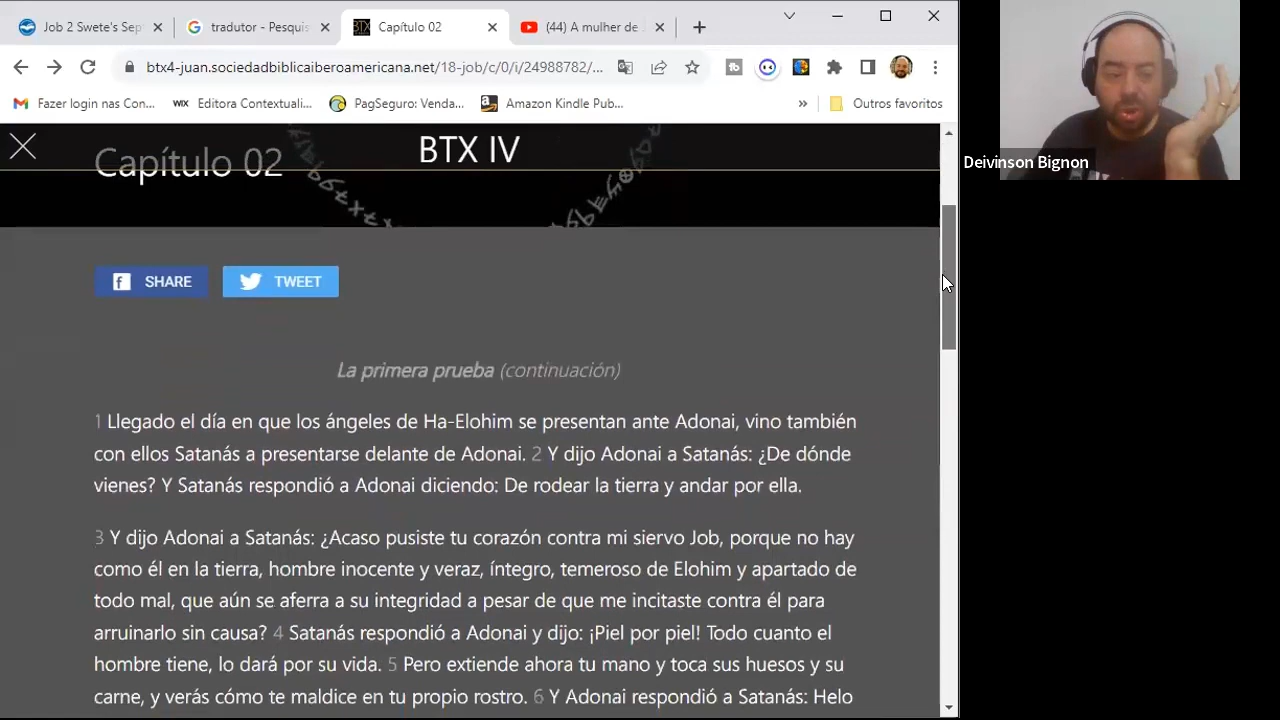 Job 2 Swete's Sep
tradutor - Pesquis
Capítulo 02
(44) A mulher de
btx4-juan.sociedadbiblicaiberoamericana.net/18-job/c/0/i/24988782/...
Fazer login nas Con...
WIX Editora Contextuali...
PagSeguro: Venda...
Amazon Kindle Pub...
»
Outros favoritos
Capítulo 02
BTX IV
Deivinson Bignon
SHARE
TWEET
La primera prueba (continuación)
1 Llegado el día en que los ángeles de Ha-Elohim se presentan ante Adonai, vino también
con ellos Satanás a presentarse delante de Adonai. 2 Y dijo Adonai a Satanás: ¿De dónde
vienes? Y Satanás respondió a Adonai diciendo: De rodear la tierra y andar por ella.
3 Y dijo Adonai a Satanás: ¿Acaso pusiste tu corazón contra mi siervo Job, porque no hay
como él en la tierra, hombre inocente y veraz, íntegro, temeroso de Elohim y apartado de
todo mal, que aún se aferra a su integridad a pesar de que me incitaste contra él para
arruinarlo sin causa? 4 Satanás respondió a Adonai y dijo: ¡Piel por piel! Todo cuanto el
hombre tiene, lo dará por su vida. 5 Pero extiende ahora tu mano y toca sus huesos y su
carne, y verás cómo te maldice en tu propio rostro. 6 Y Adonai respondió a Satanás: Helo